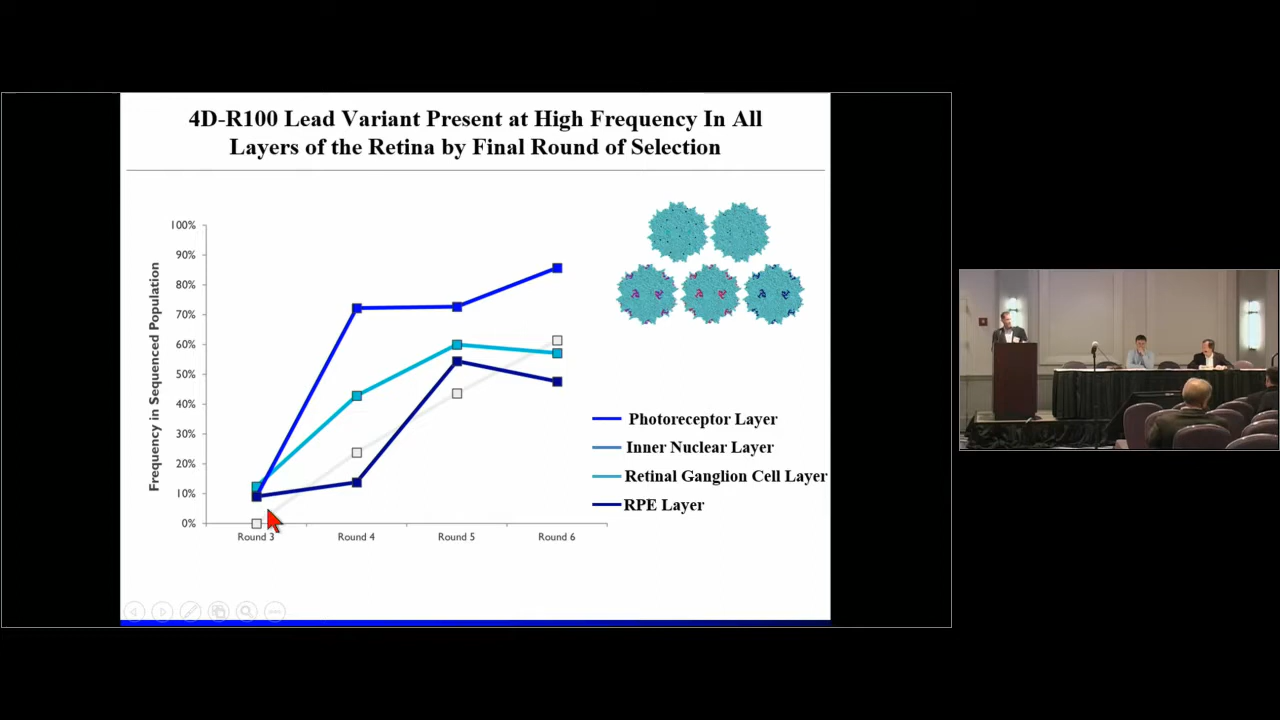 4D-R100 Lead Variant Present at High Frequency In All
Layers of the Retina by Final Round of Selection
Frequency in Sequenced Population
100%
90%
80%
70%
60%
50%
40%
30%
20%
10%
0%
Round 3
Round 4
Round 5
Round 6
Photoreceptor Layer
Inner Nuclear Layer
Retinal Ganglion Cell Layer
RPE Layer